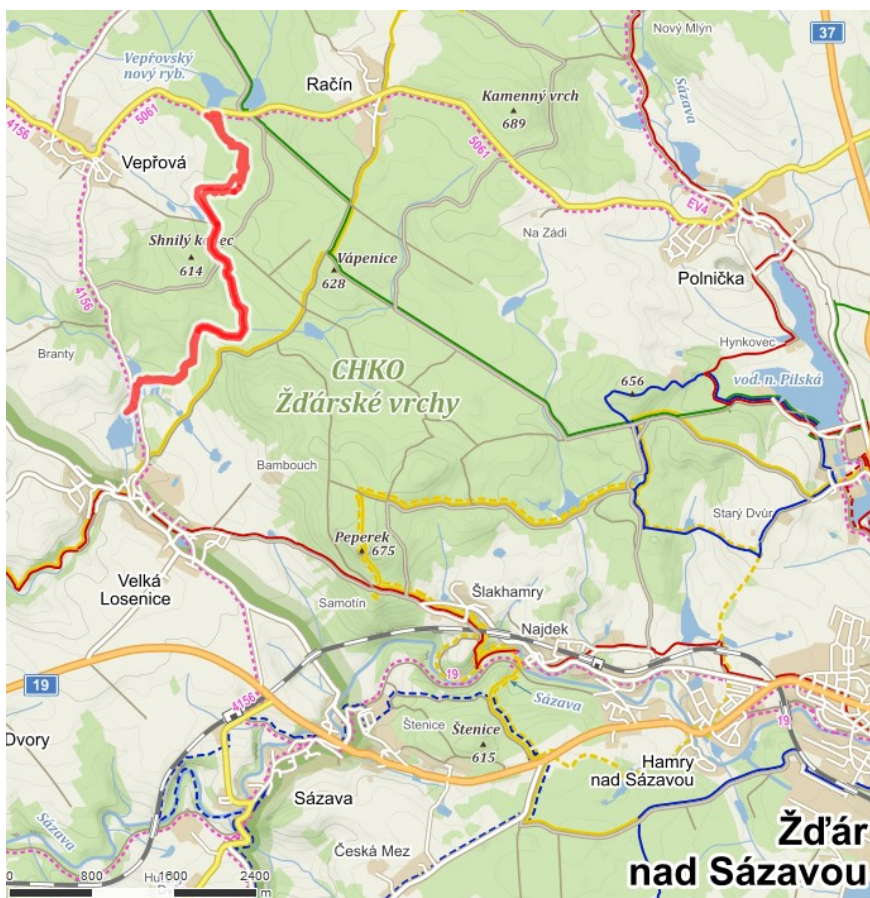 Nový Mlýn
37
Vepřovský
nový ryb.
Račín
Sázava
Kamenný vrch
689
4156
5061
Vepřová
5061
EV4
Na Zádi
Shnilý kopec
614
Vápenice
628
Polnička
4156
Branty
Hynkovec
CHKO
Žďárské vrchy
656
vod. n. Pilská
Bambouch
Starý Dvůr
Peperek
675
Velká
Losenice
Samotín
Šlakhamry
Najdek
19
19
4156
Sázava
19
Dvory
Štenice
Štenice
615
Hamry
nad Sázavou
Sázava
Sázava
Česká Mez
Žďár
nad Sázavou
0 800 1600 2400
m